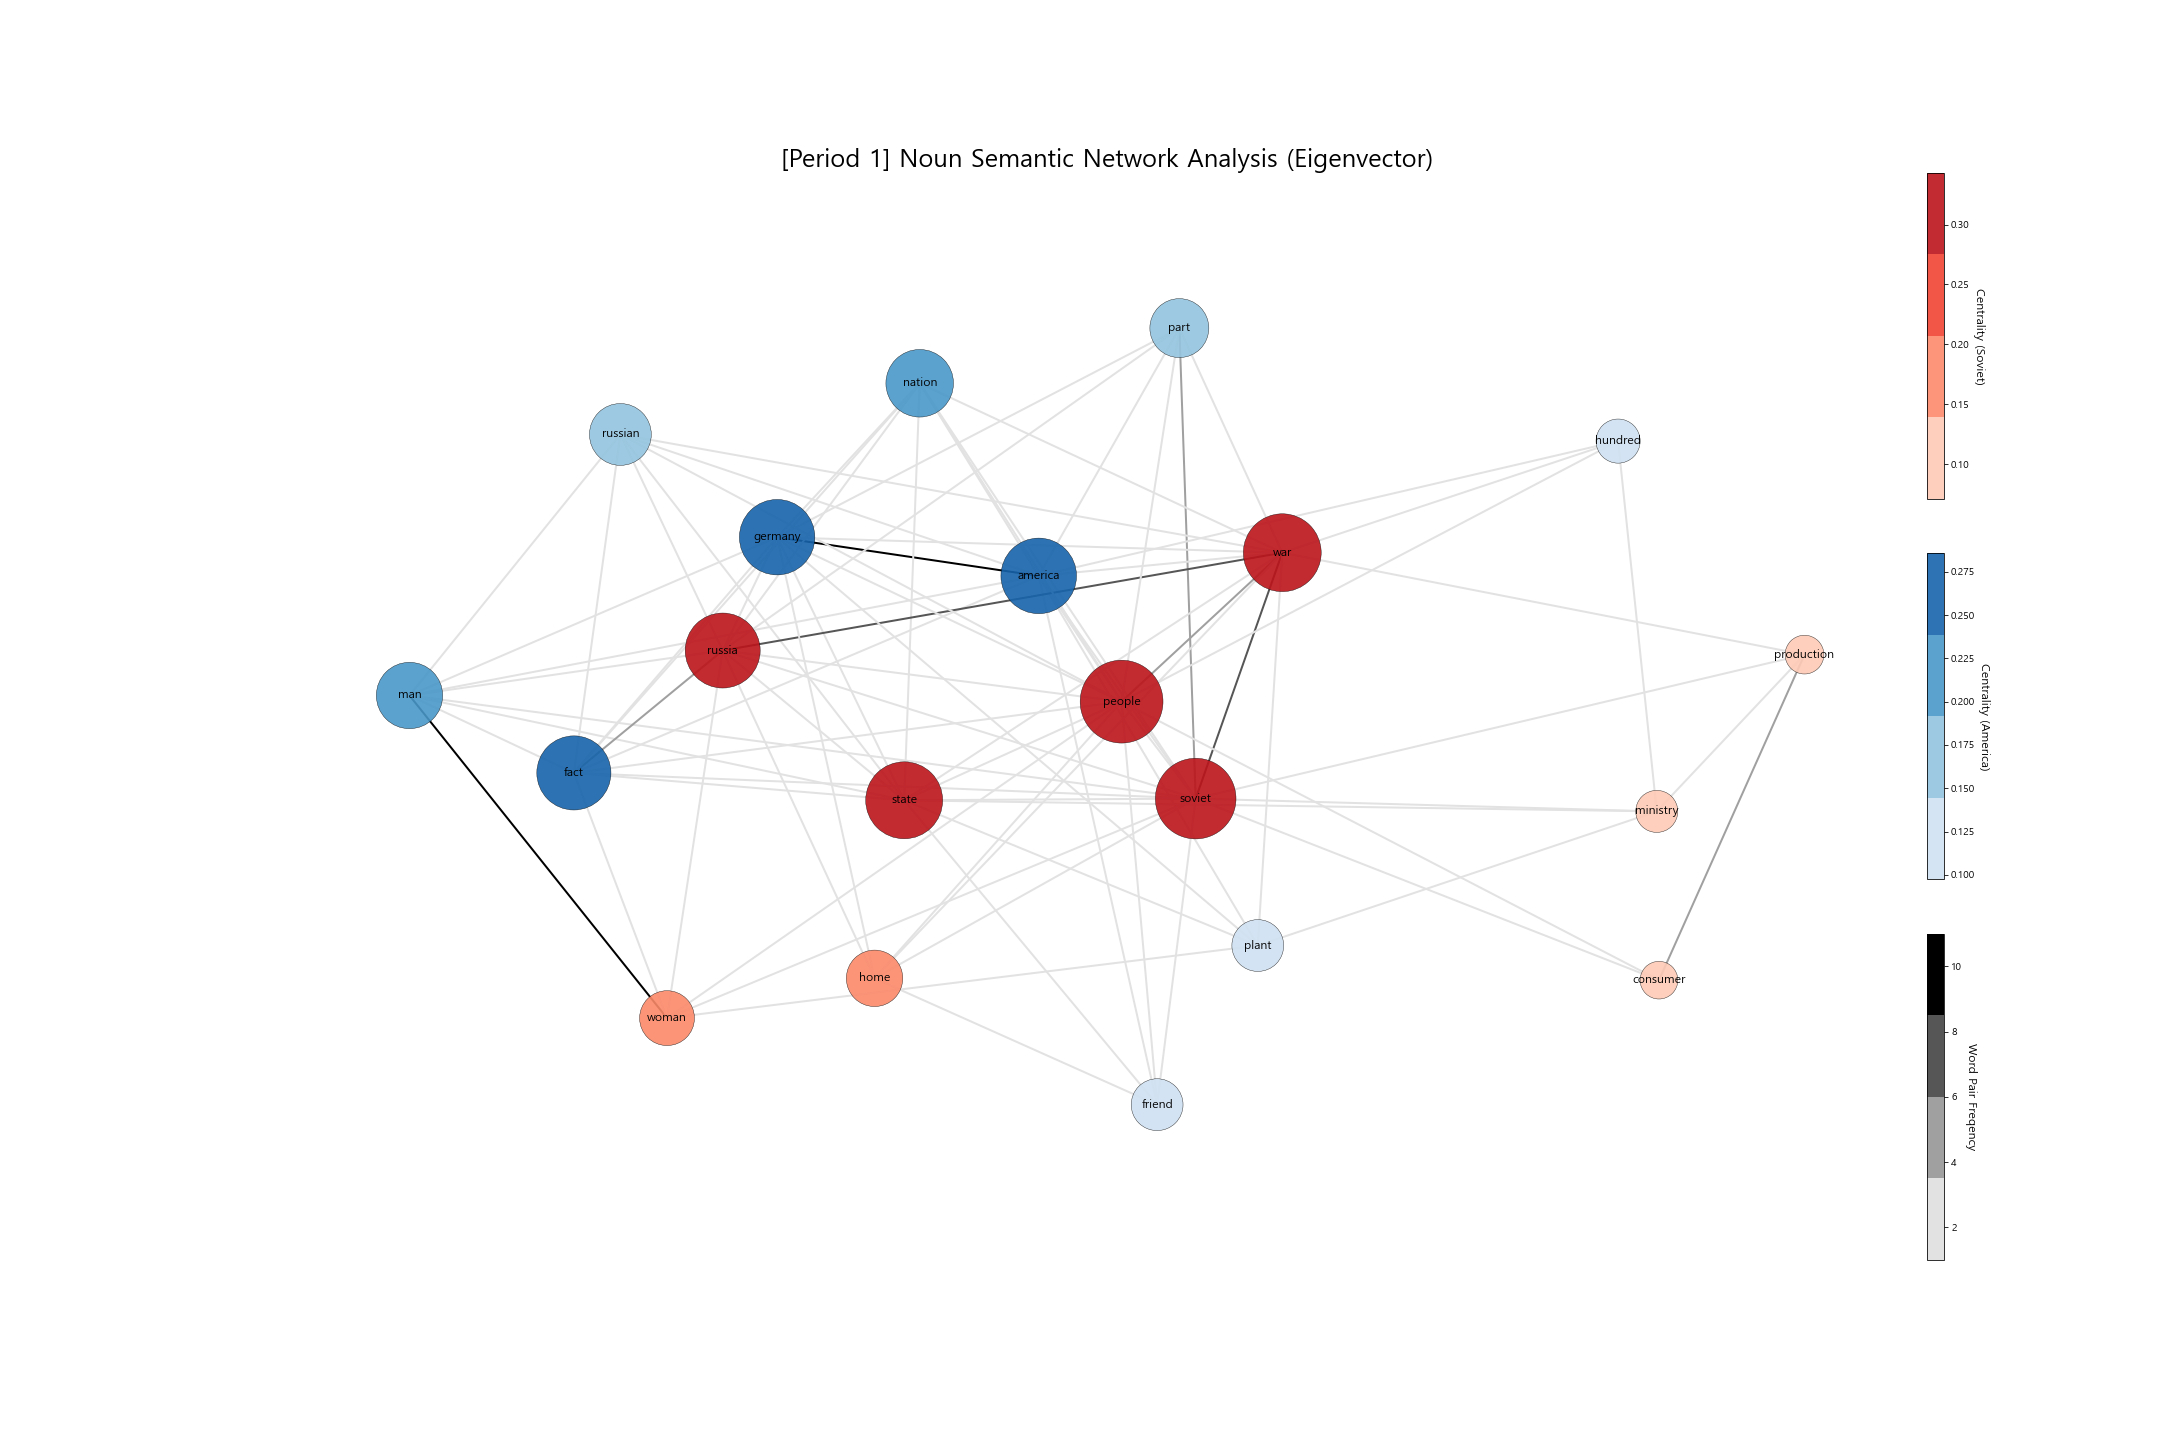 [Period 1] Noun Semantic Network Analysis (Eigenvector)
part
nation
russian
hundred
germany
war
america
russia
production
man
people
fact
state
soviet
ministry
plant
home
consumer
woman
friend
0.30
0.25
0.20
0.15
0.10
Centrality (Soviet)
0.275
0.250
0.225
0.200
0.175
0.150
0.125
0.100
Centrality (America)
10
8
6
4
2
Word Pair Freqency